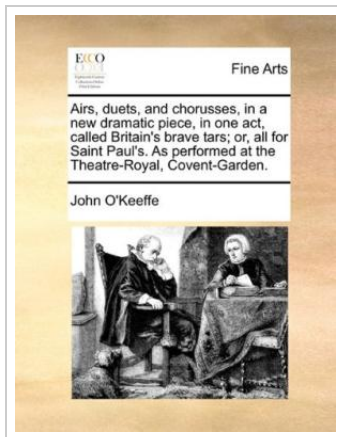 ECCO
Fine Arts
Airs, duets, and chorusses, in a
new dramatic piece, in one act,
called Britain's brave tars; or, all for
Saint Paul's. As performed at the
Theatre-Royal, Covent-Garden.
John O'Keeffe